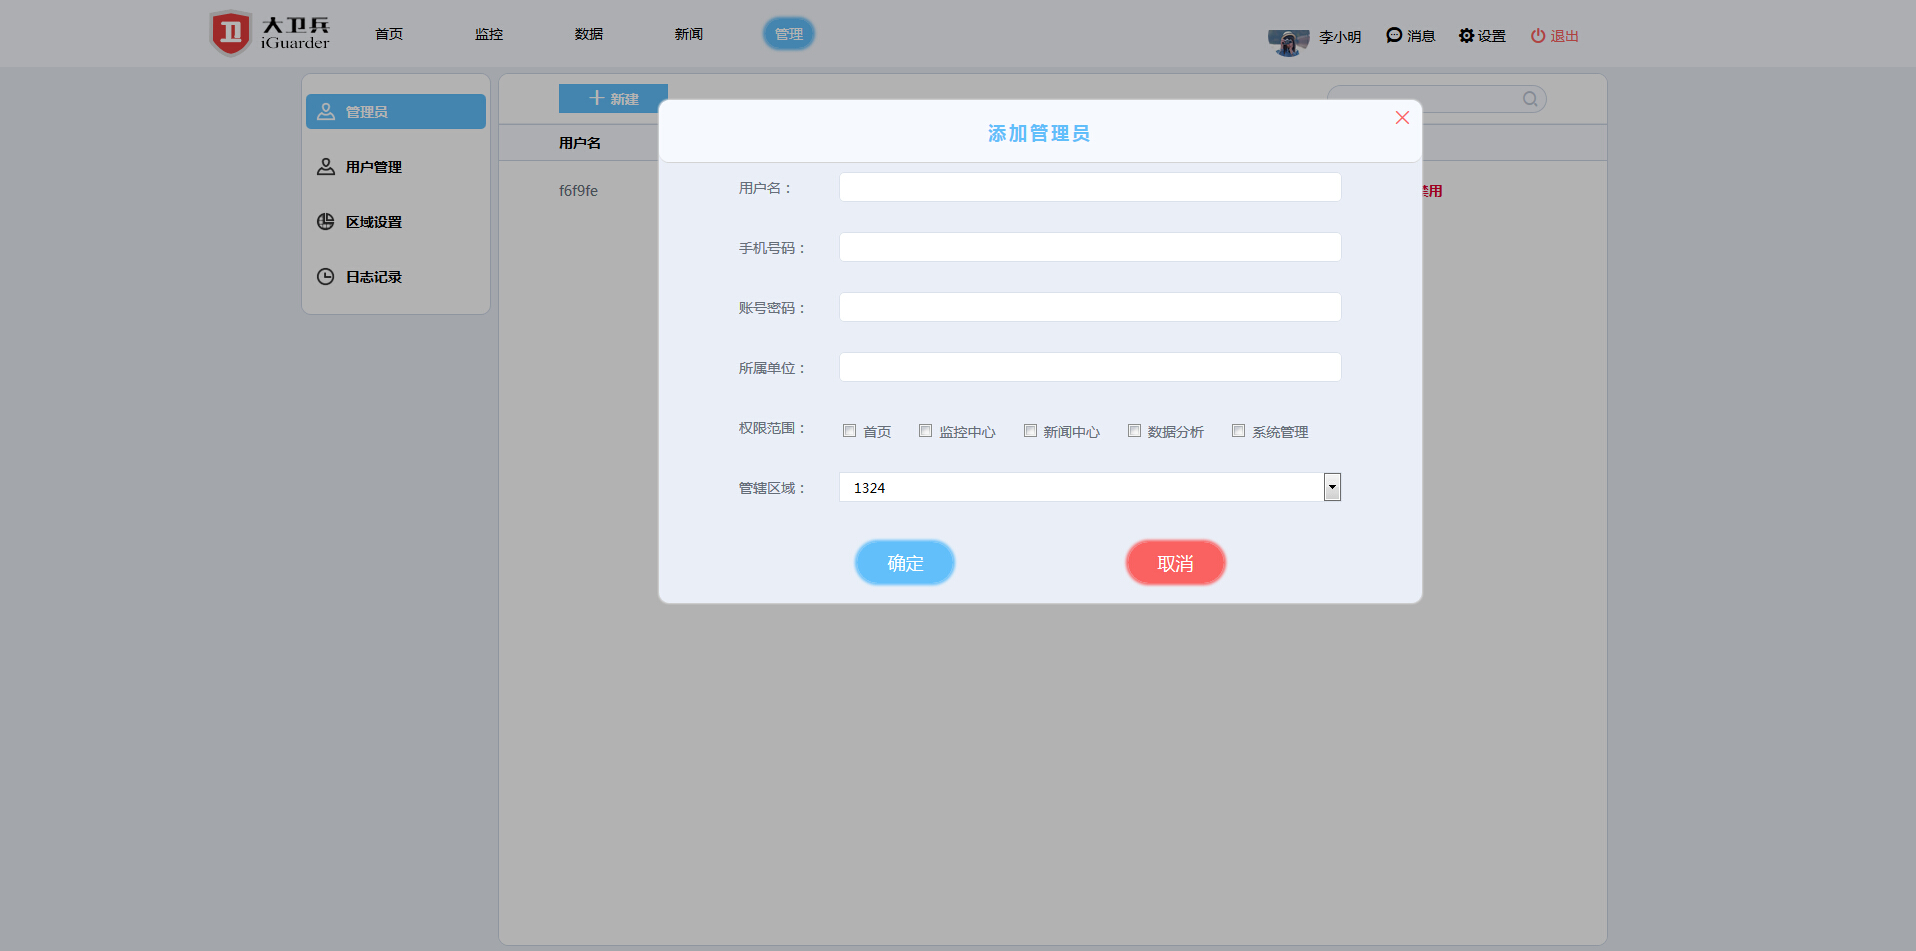 大卫兵
iGuarder
首页
监控
数据
新闻
管理
李小明
消息
设置
退出
管理员
用户管理
区域设置
日志记录
新建
用户名
f6f9fe
禁用
添加管理员
用户名：
手机号码：
账号密码：
所属单位：
权限范围：
首页 监控中心 新闻中心 数据分析 系统管理
管辖区域：
1324
确定
取消